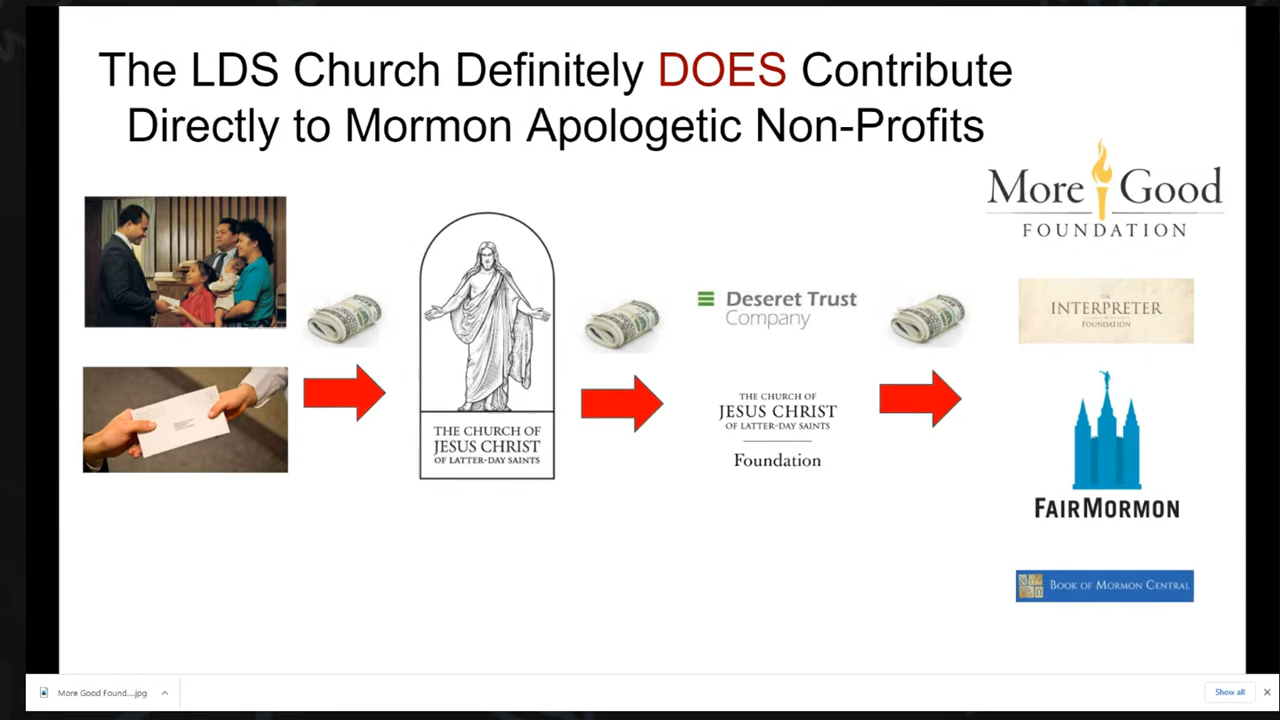 The LDS Church Definitely DOES Contribute
Directly to Mormon Apologetic Non-Profits
THE CHURCH OF
JESUS CHRIST
OF LATTER-DAY SAINTS
Deseret Trust
Company
THE CHURCH OF
JESUS CHRIST
OF LATTER-DAY SAINTS
Foundation
More Good
FOUNDATION
THE
INTERPRETER
FOUNDATION
FAIRMORMON
BOOK OF MORMON CENTRAL
More Good Found....jpg
Show all